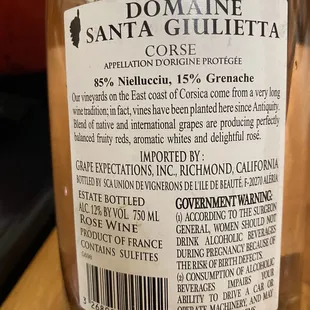 DOMAINE
SANTA GIULIETTA
CORSE
APPELLATION D'ORIGINE PROTÉGÉE
85% Niellucciu, 15% Grenache
Our vineyards on the East coast of Corsica come from a very long
wine tradition; in fact, vines have been planted here since Antiquity.
Blend of native and international grapes are producing perfectly
balanced fruity reds, aromatic whites and delightful rosé.
IMPORTED BY :
GRAPE EXPECTATIONS, INC., RICHMOND, CALIFORNIA
BOTTLED BY SCA UNION DE VIGNERONS DE L'ILE DE BEAUTÉ, F-20270 ALERIA
ESTATE BOTTLED
ALC. 12% BY VOL. 750 ML
ROSE WINE
PRODUCT OF FRANCE
CONTAINS SULFITES
GOVERNMENT WARNING:
(1) ACCORDING TO THE SURGEON
GENERAL, WOMEN SHOULD NOT
DRINK ALCOHOLIC BEVERAGES
DURING PREGNANCY BECAUSE OF
THE RISK OF BIRTH DEFECTS.
(2) CONSUMPTION OF ALCOHOLIC
BEVERAGES IMPAIRS YOUR
ABILITY TO DRIVE A CAR OR
OPERATE MACHINERY, AND MAY